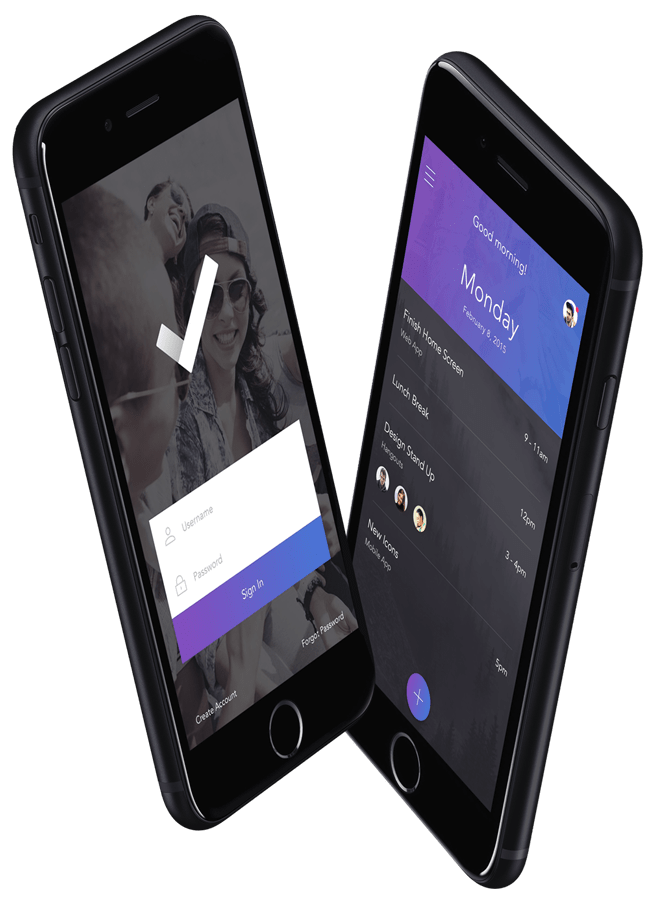 Username
Password
Sign In
Create Account
Forgot Password
Good morning!
Monday
February 8, 2015
Finish Home Screen
Web App
9 - 11am
Lunch Break
12pm
Design Stand Up
Hangouts
3 - 4pm
New Icons
Mobile App
5pm